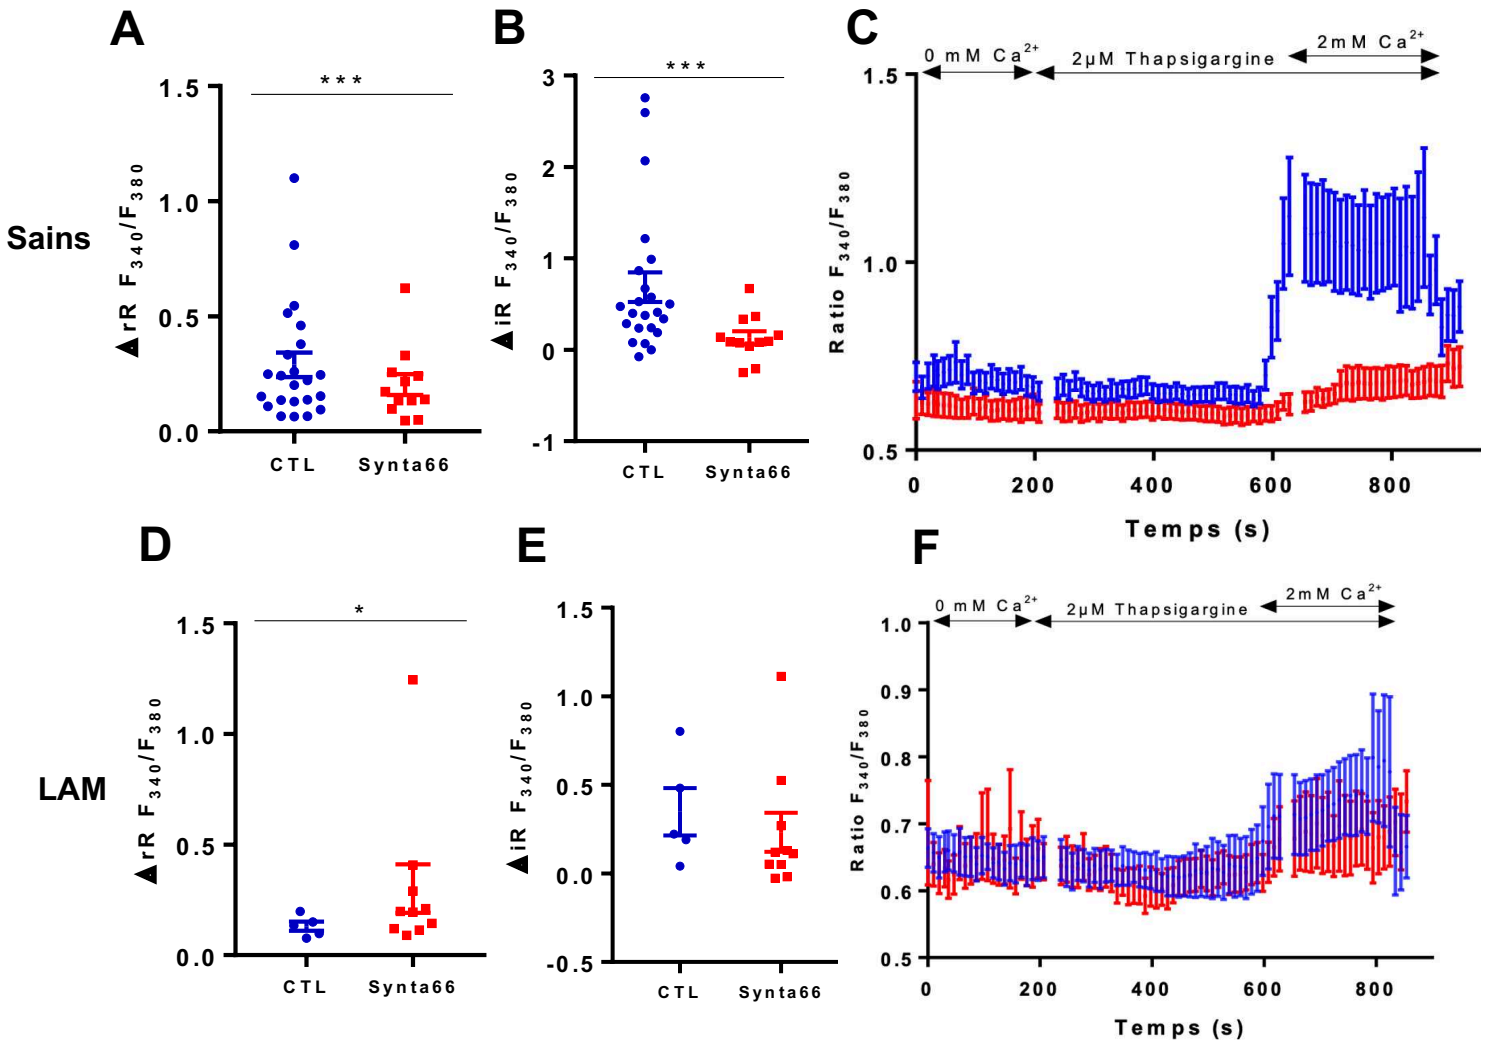 A
B
C
Sains
1.5
1.0
0.5
0.0
▲rR F340/F380
***
CTL
Synta66
3
2
1
0
-1
▲iR F340/F380
***
CTL
Synta66
0 mM Ca2+
2µM Thapsigargine
2mM Ca2+
1.5
1.0
0.5
Ratio F340/F380
0
200
400
600
800
Temps (s)
D
E
F
LAM
1.5
1.0
0.5
0.0
▲rR F340/F380
*
CTL
Synta66
1.5
1.0
0.5
0.0
-0.5
▲iR F340/F380
CTL
Synta66
0 mM Ca2+
2µM Thapsigargine
2mM Ca2+
1.0
0.9
0.8
0.7
0.6
0.5
Ratio F340/F380
0
200
400
600
800
Temps (s)